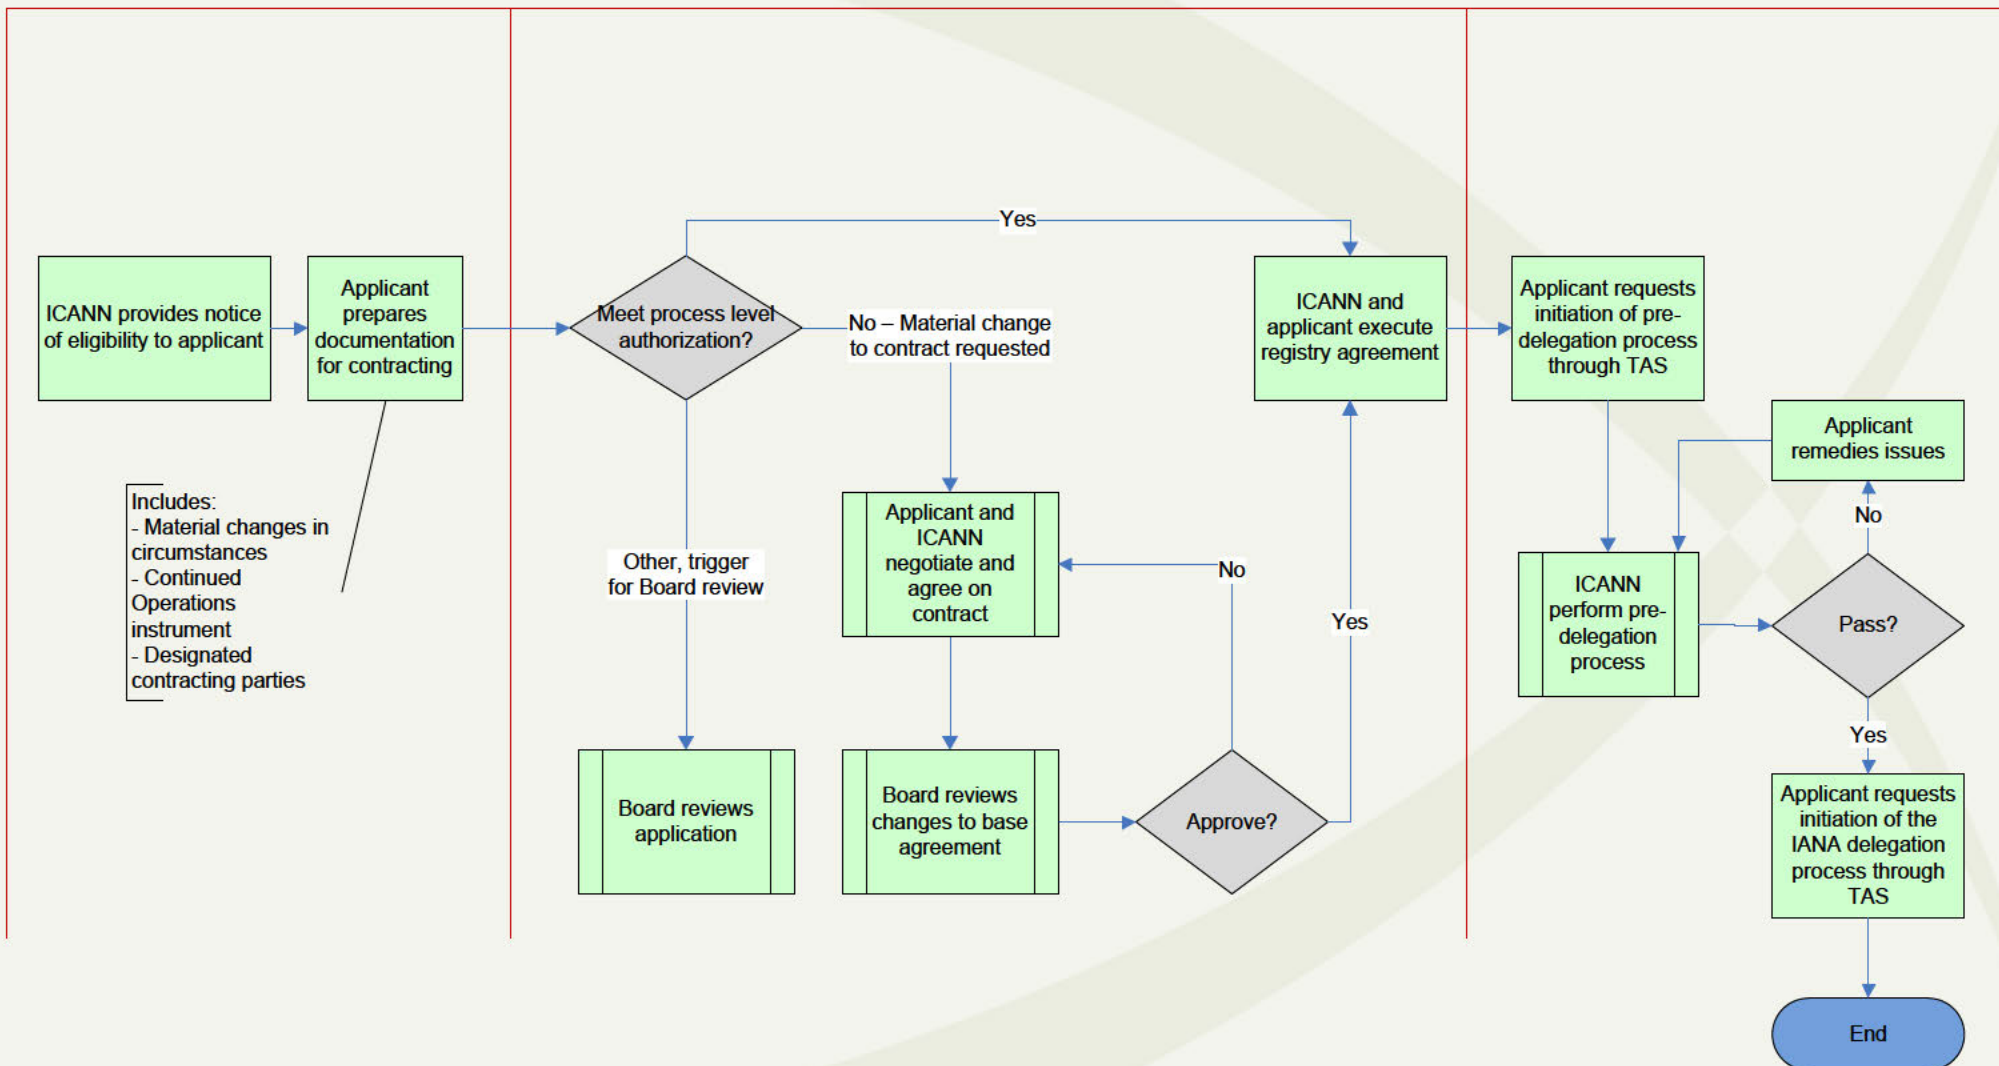 ICANN provides notice
of eligibility to applicant
Applicant
prepares
documentation
for contracting
Includes:
- Material changes in
circumstances
- Continued
Operations
instrument
- Designated
contracting parties
Meet process level
authorization?
Yes
No – Material change
to contract requested
Other, trigger
for Board review
Board reviews
application
Applicant and
ICANN
negotiate and
agree on
contract
Board reviews
changes to base
agreement
Approve?
No
Yes
ICANN and
applicant execute
registry agreement
Applicant requests
initiation of pre-
delegation process
through TAS
ICANN
perform pre-
delegation
process
Pass?
No
Applicant
remedies issues
Yes
Applicant requests
initiation of the
IANA delegation
process through
TAS
End